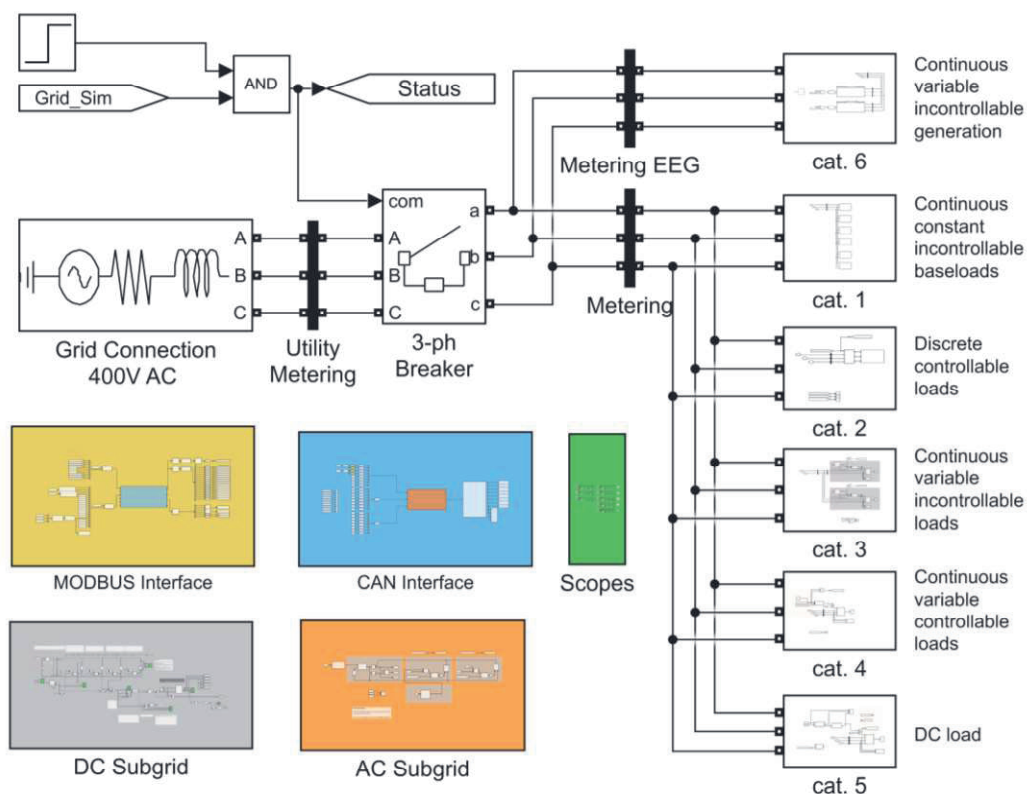 AND
Grid_Sim
Status
Metering EEG
Continuous
variable
incontrollable
generation
cat. 6
com
A
B
C
A
B
C
a
b
c
Grid Connection
400V AC
Utility
Metering
3-ph
Breaker
Metering
Continuous
constant
incontrollable
baseloads
cat. 1
Discrete
controllable
loads
cat. 2
Continuous
variable
incontrollable
loads
cat. 3
Continuous
variable
controllable
loads
cat. 4
DC load
cat. 5
MODBUS Interface
CAN Interface
Scopes
DC Subgrid
AC Subgrid